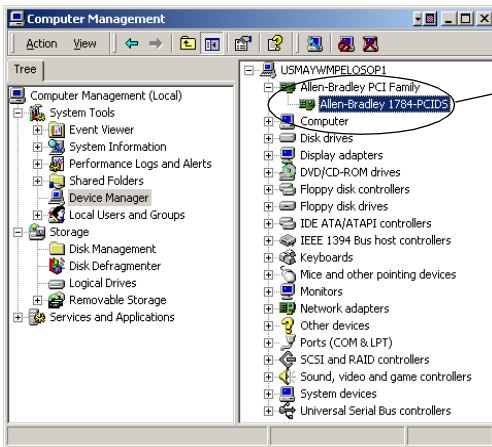 Computer Management
Action View
Tree
Computer Management (Local)
System Tools
Event Viewer
System Information
Performance Logs and Alerts
Shared Folders
Device Manager
Local Users and Groups
Storage
Disk Management
Disk Defragmenter
Logical Drives
Removable Storage
Services and Applications
USMAYWMPELOSOP1
Allen-Bradley PCI Family
Allen-Bradley 1784-PCIDS
Computer
Disk drives
Display adapters
DVD/CD-ROM drives
Floppy disk controllers
Floppy disk drives
IDE ATA/ATAPI controllers
IEEE 1394 Bus host controllers
Keyboards
Mice and other pointing devices
Monitors
Network adapters
Other devices
Ports (COM & LPT)
SCSI and RAID controllers
Sound, video and game controllers
System devices
Universal Serial Bus controllers